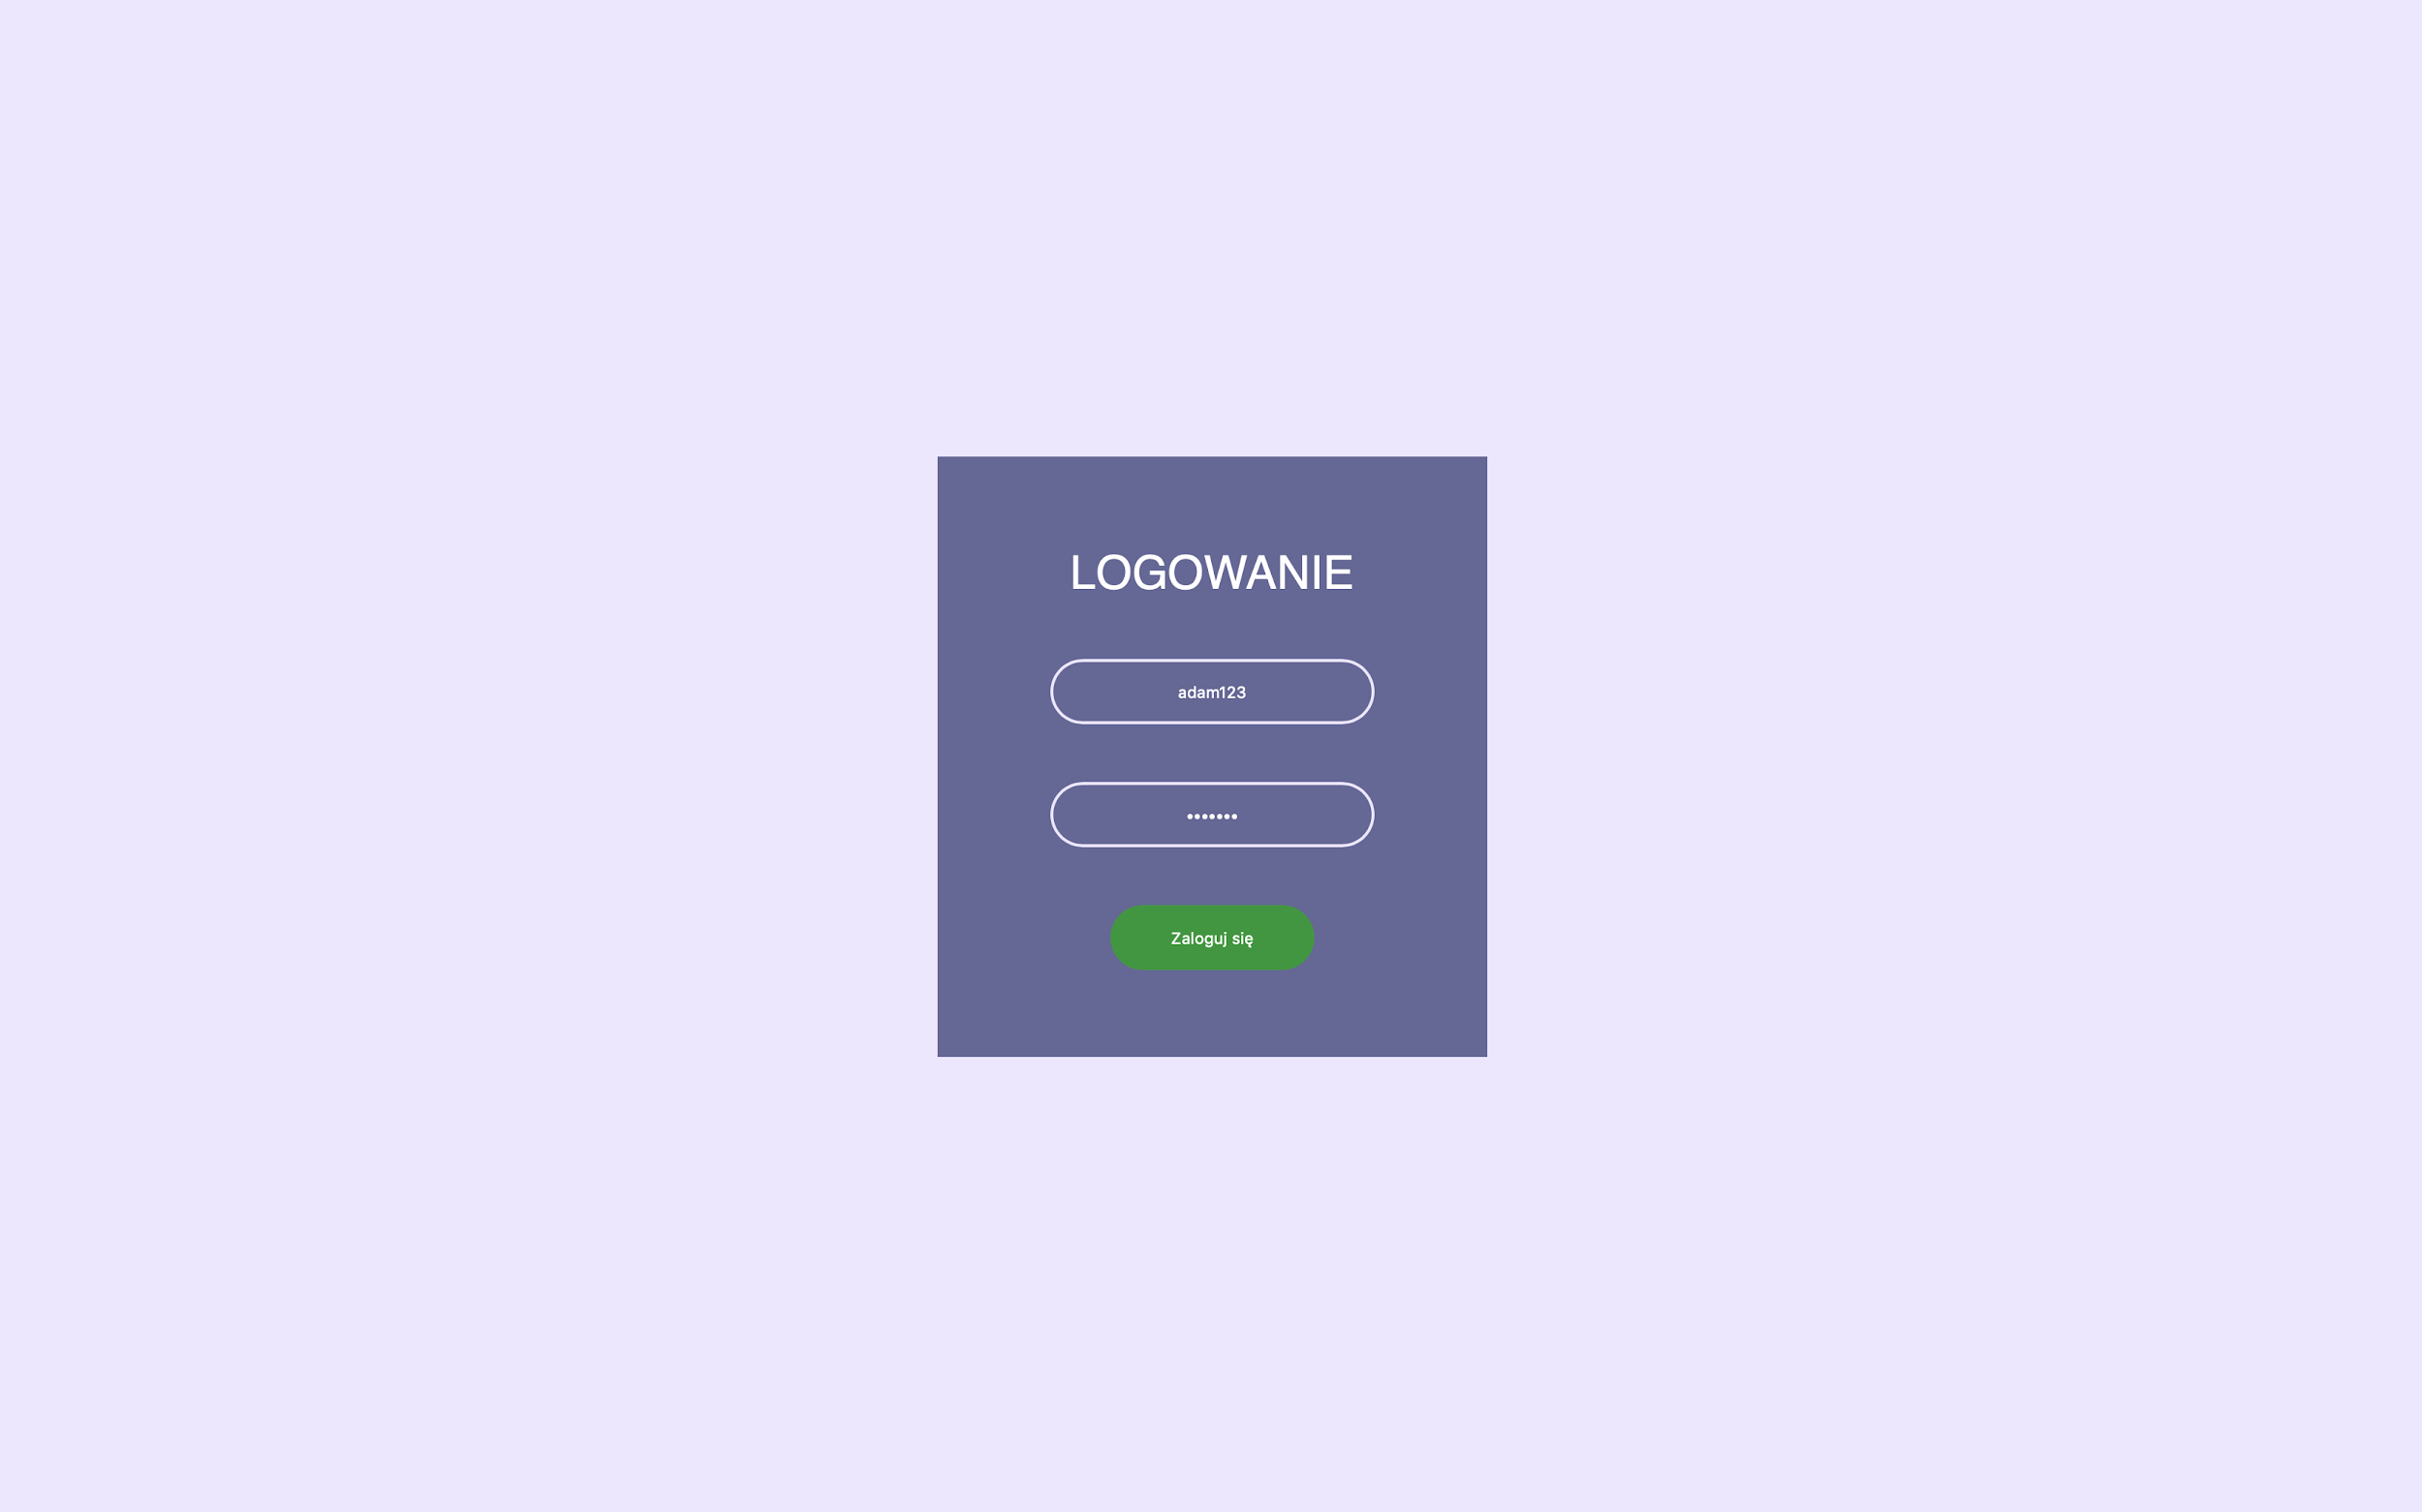 LOGOWANIE
adam123
•••••••
Zaloguj się